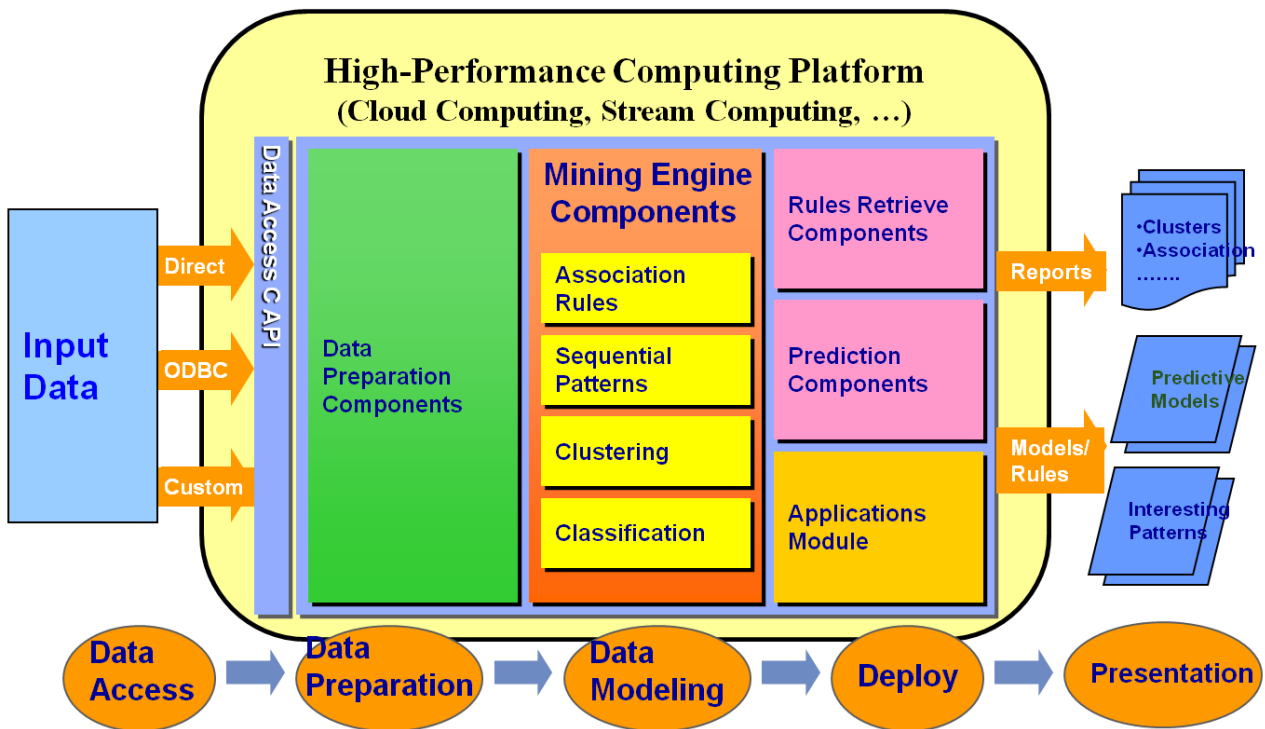 High-Performance Computing Platform
(Cloud Computing, Stream Computing, …)
Input
Data
Direct
ODBC
Custom
Data Access C API
Data
Preparation
Components
Mining Engine
Components
Association
Rules
Sequential
Patterns
Clustering
Classification
Rules Retrieve
Components
Prediction
Components
Applications
Module
Reports
Models/
Rules
•Clusters
•Association
…….
Predictive
Models
Interesting
Patterns
Data
Access
Data
Preparation
Data
Modeling
Deploy
Presentation